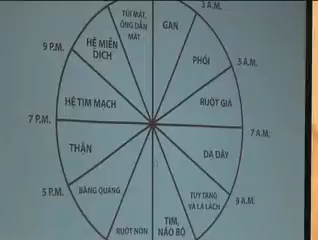 3 A.M.
TÚI MẬT,
ỐNG DẪN
MẬT
GAN
9 P.M.
HỆ MIỄN
DỊCH
PHỔI
5 A.M.
HỆ TIM MẠCH
RUỘT GIÀ
7 P.M.
7 A.M.
THẬN
DẠ DÀY
5 P.M.
BÀNG QUANG
TỤY TẠNG
VÀ LÁ LÁCH
9 A.M.
RUỘT NON
TIM,
NÃO BỘ